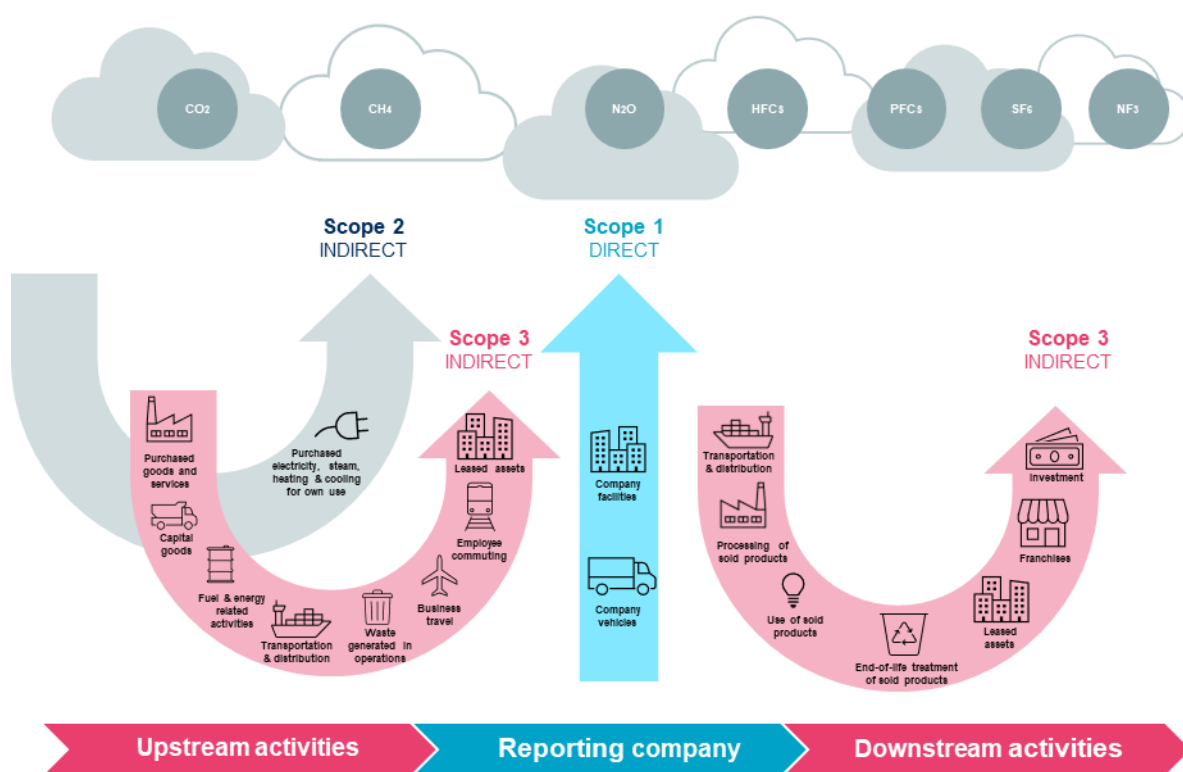 CO2
CH4
N2O
HFCs
PFCs
SF6
NF3
Scope 2
INDIRECT
Scope 1
DIRECT
Scope 3
INDIRECT
Scope 3
INDIRECT
Purchased
goods and
services
Capital
goods
Fuel & energy
related
activities
Transportation
& distribution
Waste
generated in
operations
Business
travel
Employee
commuting
Leased assets
Purchased
electricity, steam,
heating & cooling
for own use
Company
facilities
Company
vehicles
Transportation
& distribution
Processing of
sold products
Use of sold
products
End-of-life treatment
of sold products
Leased
assets
Franchises
Investment
Upstream activities
Reporting company
Downstream activities